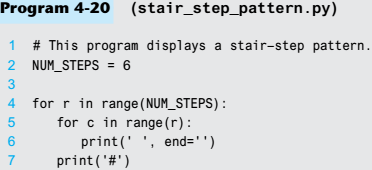 Program 4-20 (stair_step_pattern.py)
1 # This program displays a stair-step pattern.
2 NUM_STEPS = 6
3
4 for r in range(NUM_STEPS):
5     for c in range(r):
6         print(' ', end='')
7     print('#')